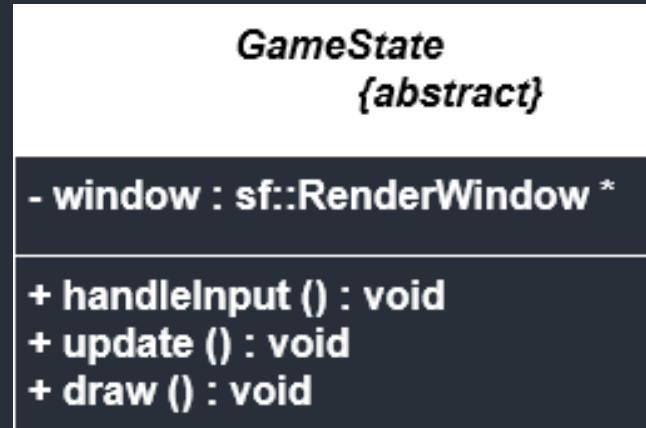 GameState
{abstract}
- window : sf::RenderWindow *
+ handleInput () : void
+ update () : void
+ draw () : void